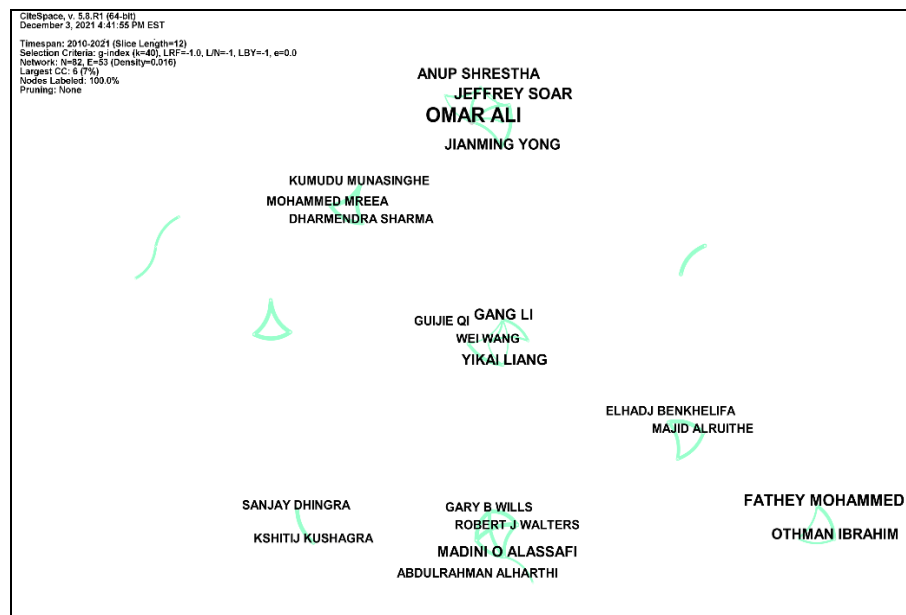 CiteSpace, v. 5.8.R1 (64-bit)
December 3, 2021 4:41:55 PM EST
Timespan: 2010-2021 (Slice Length=12)
Selection Criteria: g-index (k=40), LRF=-1.0, L/N=-1, LBY=-1, e=0.0
Network: N=82, E=53 (Density=0.016)
Largest CC: 6 (7%)
Nodes Labeled: 100.0%
Pruning: None
ANUP SHRESTHA
JEFFREY SOAR
OMAR ALI
JIANMING YONG
KUMUDU MUNASINGHE
MOHAMMED MREEA
DHARMENDRA SHARMA
GANG LI
GUIJIE QI
WEI WANG
YIKAI LIANG
ELHADJ BENKHELIFA
MAJID ALRUITHE
SANJAY DHINGRA
KSHITIJ KUSHAGRA
GARY B WILLS
ROBERT J WALTERS
MADINI O ALASSAFI
ABDULRAHMAN ALHARTHI
FATHEY MOHAMMED
OTHMAN IBRAHIM